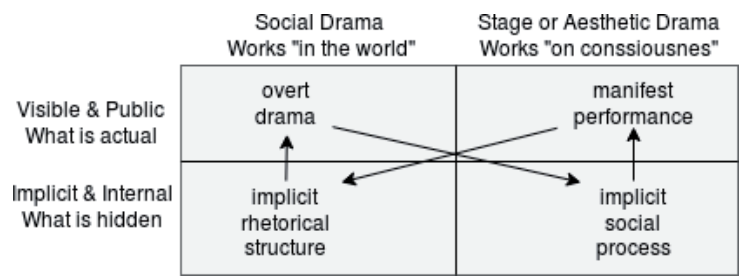 Social Drama
Works "in the world"
Stage or Aesthetic Drama
Works "on conssiousnes"
Visible & Public
What is actual
overt
drama
manifest
performance
Implicit & Internal
What is hidden
implicit
rhetorical
structure
implicit
social
process